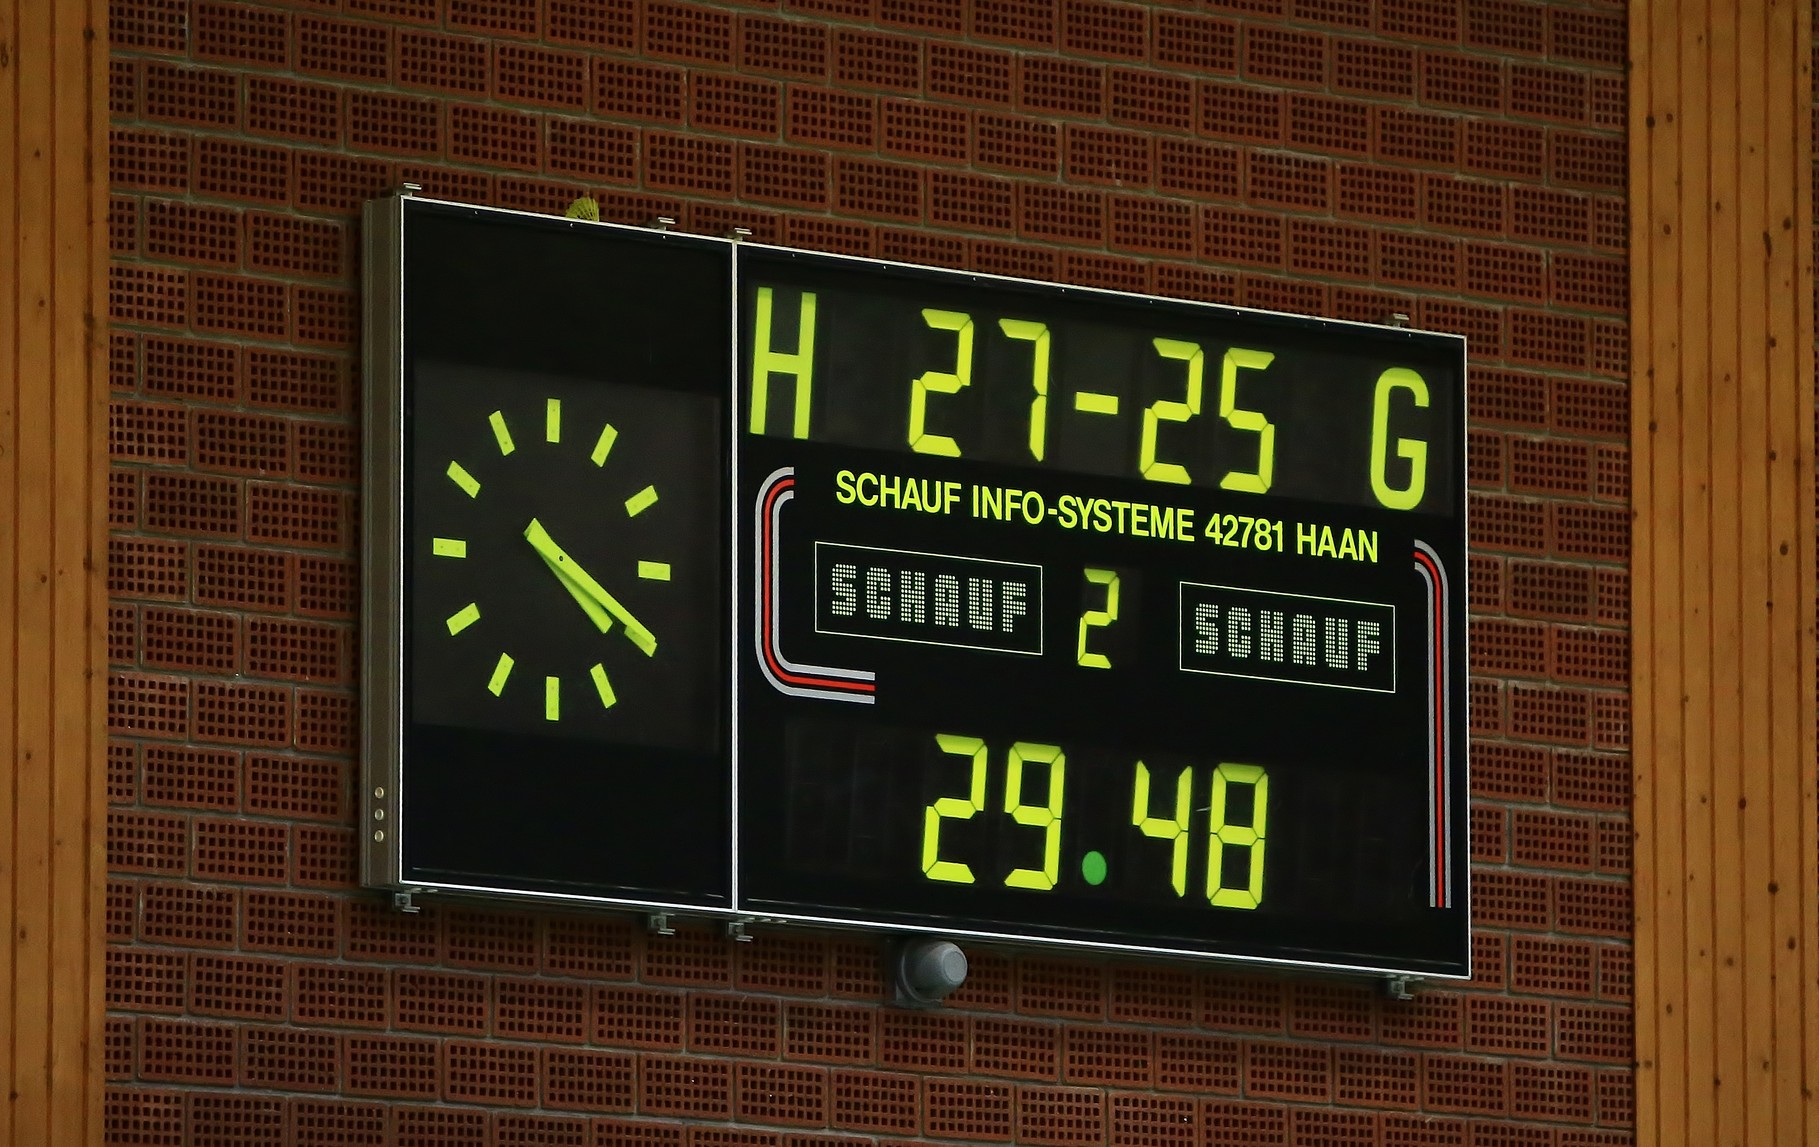 H 27-25 G
SCHAUF INFO-SYSTEME 42781 HAAN
SCHAUF 2 SCHAUF
29.48